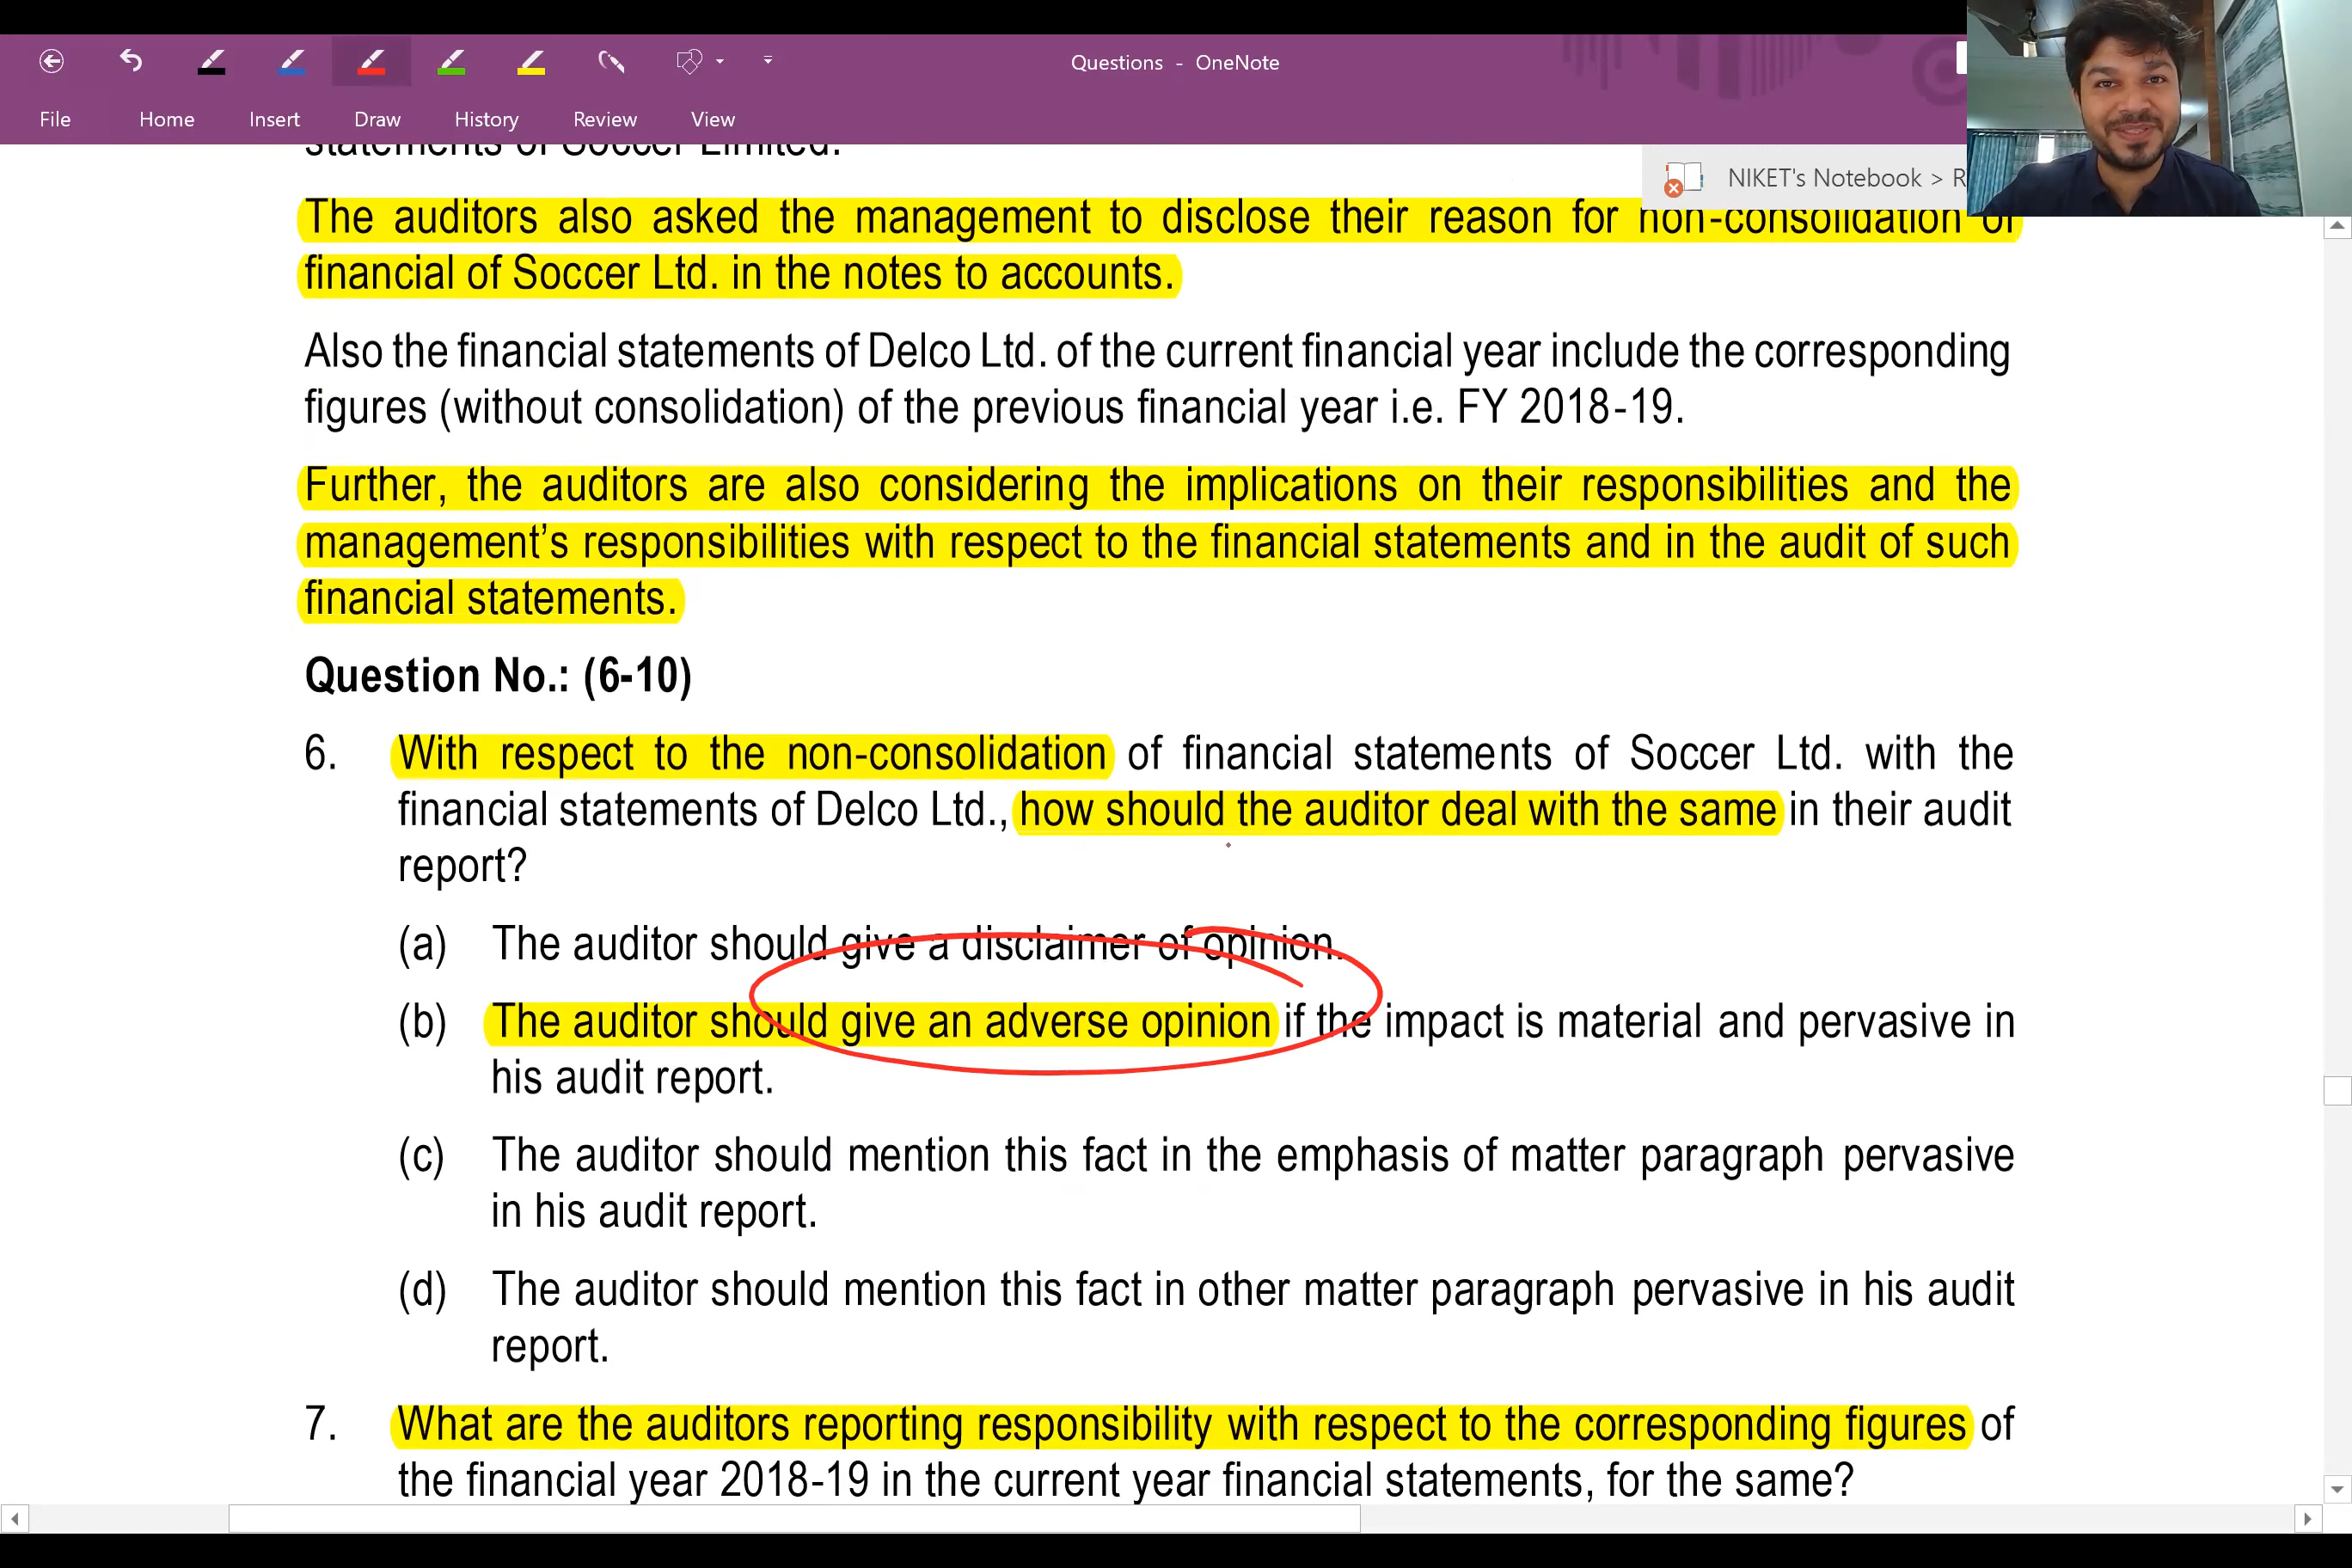 Questions - OneNote
File Home Insert Draw History Review View
statements of Soccer Limited.
NIKET's Notebook > R
The auditors also asked the management to disclose their reason for non-consolidation of
financial of Soccer Ltd. in the notes to accounts.
Also the financial statements of Delco Ltd. of the current financial year include the corresponding
figures (without consolidation) of the previous financial year i.e. FY 2018-19.
Further, the auditors are also considering the implications on their responsibilities and the
management’s responsibilities with respect to the financial statements and in the audit of such
financial statements.
Question No.: (6-10)
6. With respect to the non-consolidation of financial statements of Soccer Ltd. with the
financial statements of Delco Ltd., how should the auditor deal with the same in their audit
report?
(a) The auditor should give a disclaimer of opinion.
(b) The auditor should give an adverse opinion if the impact is material and pervasive in
his audit report.
(c) The auditor should mention this fact in the emphasis of matter paragraph pervasive
in his audit report.
(d) The auditor should mention this fact in other matter paragraph pervasive in his audit
report.
7. What are the auditors reporting responsibility with respect to the corresponding figures of
the financial year 2018-19 in the current year financial statements, for the same?